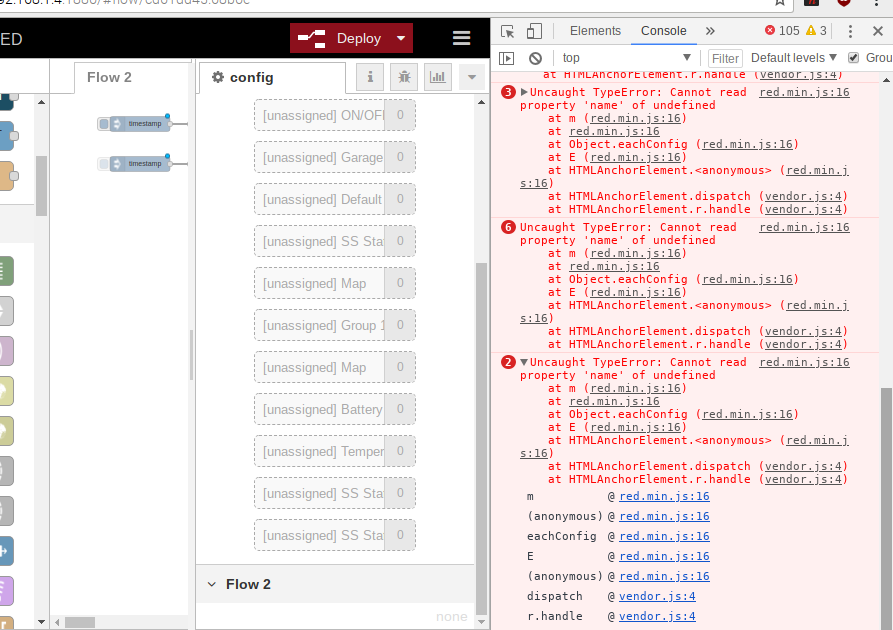 ED
Deploy
Flow 2
timestamp
timestamp
config
[unassigned] ON/OF
0
[unassigned] Garage
0
[unassigned] Default
0
[unassigned] SS Sta
0
[unassigned] Map
0
[unassigned] Group 1
0
[unassigned] Map
0
[unassigned] Battery
0
[unassigned] Temper
0
[unassigned] SS Sta
0
[unassigned] SS Sta
0
Flow 2
none
Elements
Console
105
3
top
Filter
Default levels
Grou
at HTMLAnchorElement.r.handle (vendor.js:4)
3 Uncaught TypeError: Cannot read red.min.js:16
property 'name' of undefined
at m (red.min.js:16)
at red.min.js:16
at Object.eachConfig (red.min.js:16)
at E (red.min.js:16)
at HTMLAnchorElement.<anonymous> (red.min.j
s:16)
at HTMLAnchorElement.dispatch (vendor.js:4)
at HTMLAnchorElement.r.handle (vendor.js:4)
6 Uncaught TypeError: Cannot read red.min.js:16
property 'name' of undefined
at m (red.min.js:16)
at red.min.js:16
at Object.eachConfig (red.min.js:16)
at E (red.min.js:16)
at HTMLAnchorElement.<anonymous> (red.min.j
s:16)
at HTMLAnchorElement.dispatch (vendor.js:4)
at HTMLAnchorElement.r.handle (vendor.js:4)
2 Uncaught TypeError: Cannot read red.min.js:16
property 'name' of undefined
at m (red.min.js:16)
at red.min.js:16
at Object.eachConfig (red.min.js:16)
at E (red.min.js:16)
at HTMLAnchorElement.<anonymous> (red.min.j
s:16)
at HTMLAnchorElement.dispatch (vendor.js:4)
at HTMLAnchorElement.r.handle (vendor.js:4)
m @ red.min.js:16
(anonymous) @ red.min.js:16
eachConfig @ red.min.js:16
E @ red.min.js:16
(anonymous) @ red.min.js:16
dispatch @ vendor.js:4
r.handle @ vendor.js:4